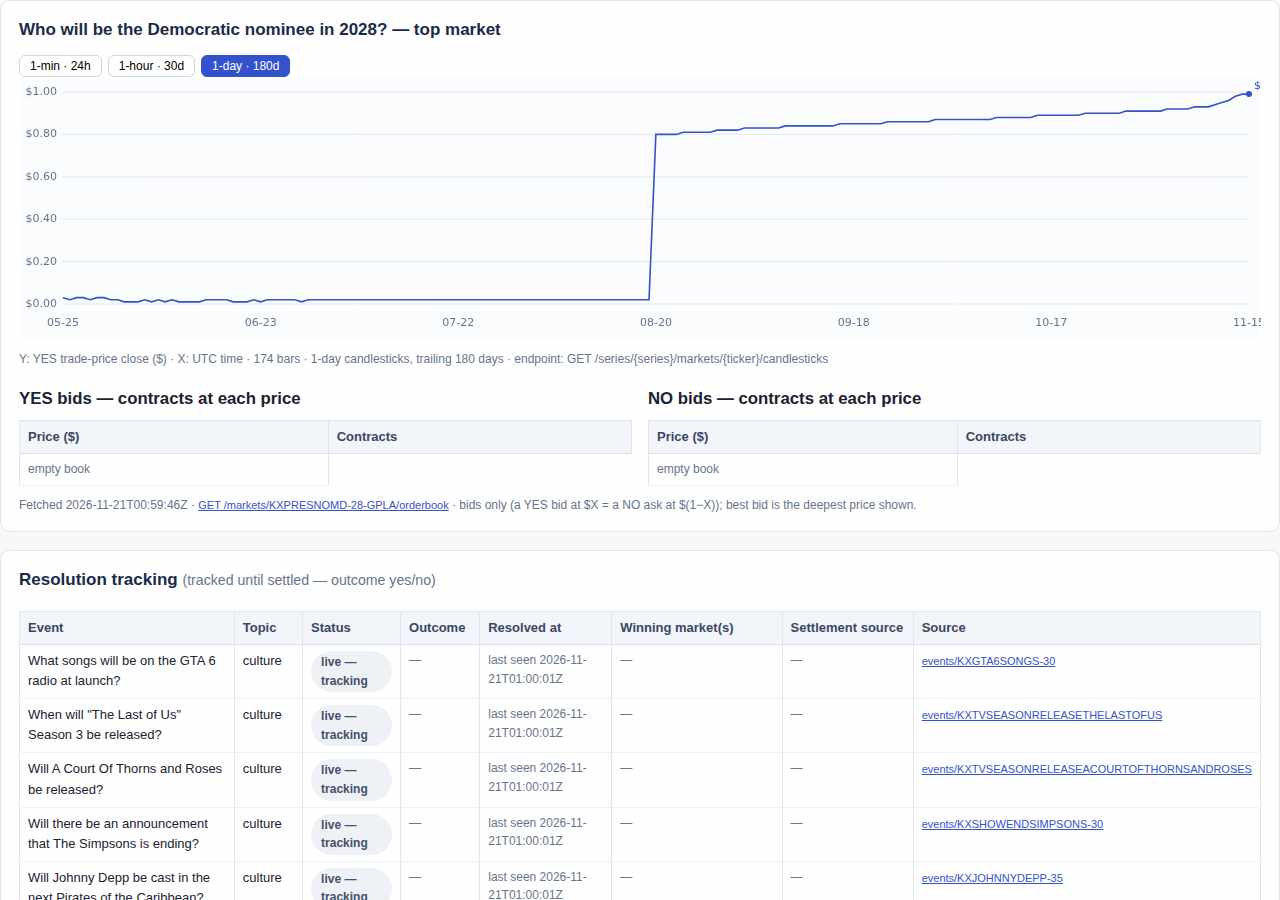 Who will be the Democratic nominee in 2028? — top market
1-min · 24h
1-hour · 30d
1-day · 180d
$
$1.00
$0.80
$0.60
$0.40
$0.20
$0.00
05-25
06-23
07-22
08-20
09-18
10-17
11-15
Y: YES trade-price close ($) · X: UTC time · 174 bars · 1-day candlesticks, trailing 180 days · endpoint: GET /series/{series}/markets/{ticker}/candlesticks
YES bids — contracts at each price
Price ($) Contracts
empty book
NO bids — contracts at each price
Price ($) Contracts
empty book
Fetched 2026-11-21T00:59:46Z · GET /markets/KXPRESNOMD-28-GPLA/orderbook · bids only (a YES bid at $X = a NO ask at $(1−X)); best bid is the deepest price shown.
Resolution tracking (tracked until settled — outcome yes/no)
Event Topic Status Outcome Resolved at Winning market(s) Settlement source Source
What songs will be on the GTA 6
radio at launch?
culture
live —
tracking
—
last seen 2026-11-
21T01:00:01Z
—
—
events/KXGTA6SONGS-30
When will "The Last of Us"
Season 3 be released?
culture
live —
tracking
—
last seen 2026-11-
21T01:00:01Z
—
—
events/KXTVSEASONRELEASETHELASTOFUS
Will A Court Of Thorns and Roses
be released?
culture
live —
tracking
—
last seen 2026-11-
21T01:00:01Z
—
—
events/KXTVSEASONRELEASEACOURTOFTHORNSANDROSES
Will there be an announcement
that The Simpsons is ending?
culture
live —
tracking
—
last seen 2026-11-
21T01:00:01Z
—
—
events/KXSHOWENDSIMPSONS-30
Will Johnny Depp be cast in the
next Pirates of the Caribbean?
culture
live —
tracking
—
last seen 2026-11-
21T01:00:01Z
—
—
events/KXJOHNNYDEPP-35